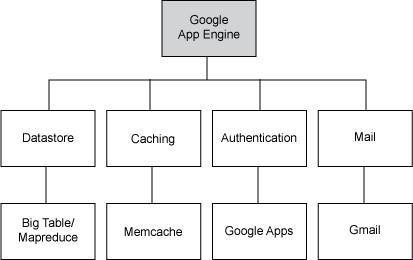 Google
App Engine
Datastore
Caching
Authentication
Mail
Big Table/
Mapreduce
Memcache
Google Apps
Gmail